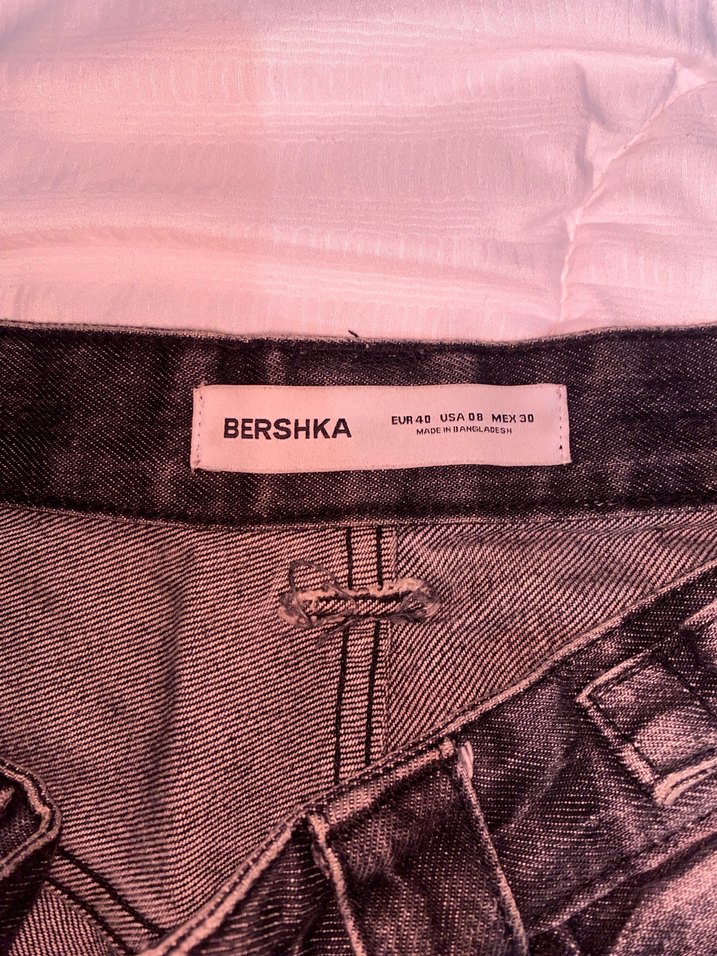 BERSHKA
EUR 40 USA 08 MEX 30
MADE IN BANGLADESH